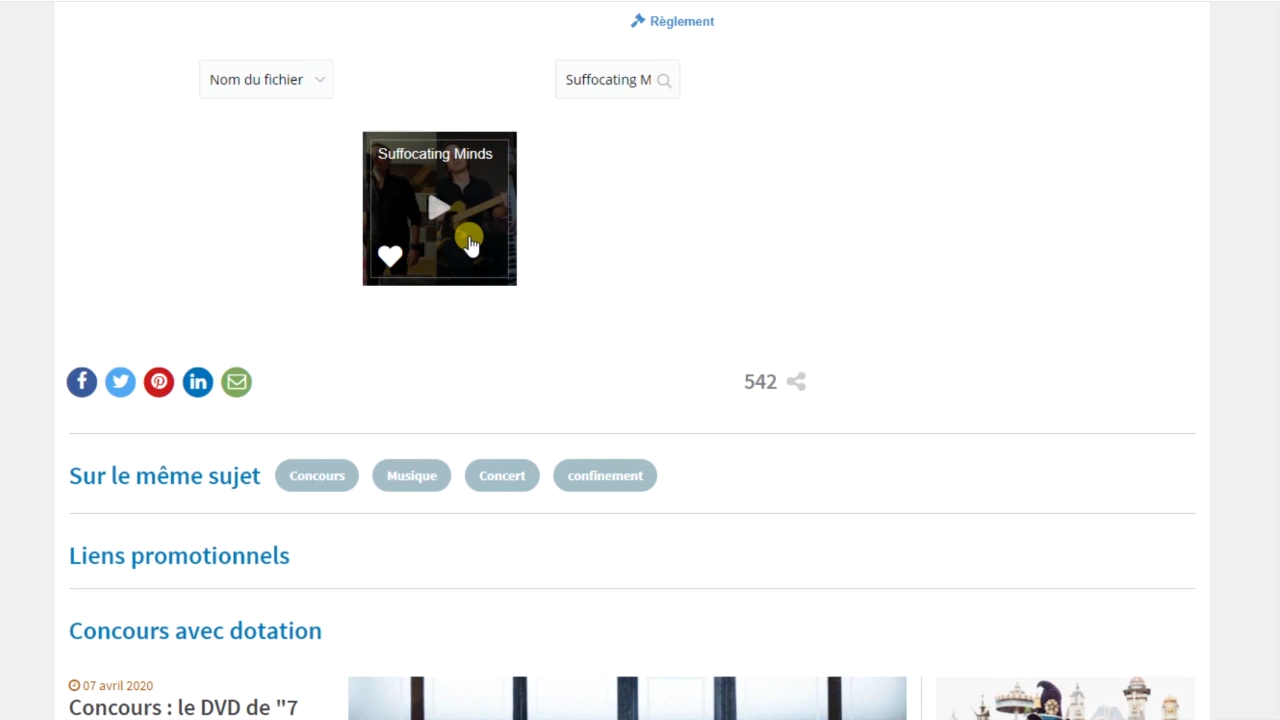 Règlement
Nom du fichier
Suffocating M
Suffocating Minds
542
Sur le même sujet
Concours
Musique
Concert
confinement
Liens promotionnels
Concours avec dotation
07 avril 2020
Concours : le DVD de "7